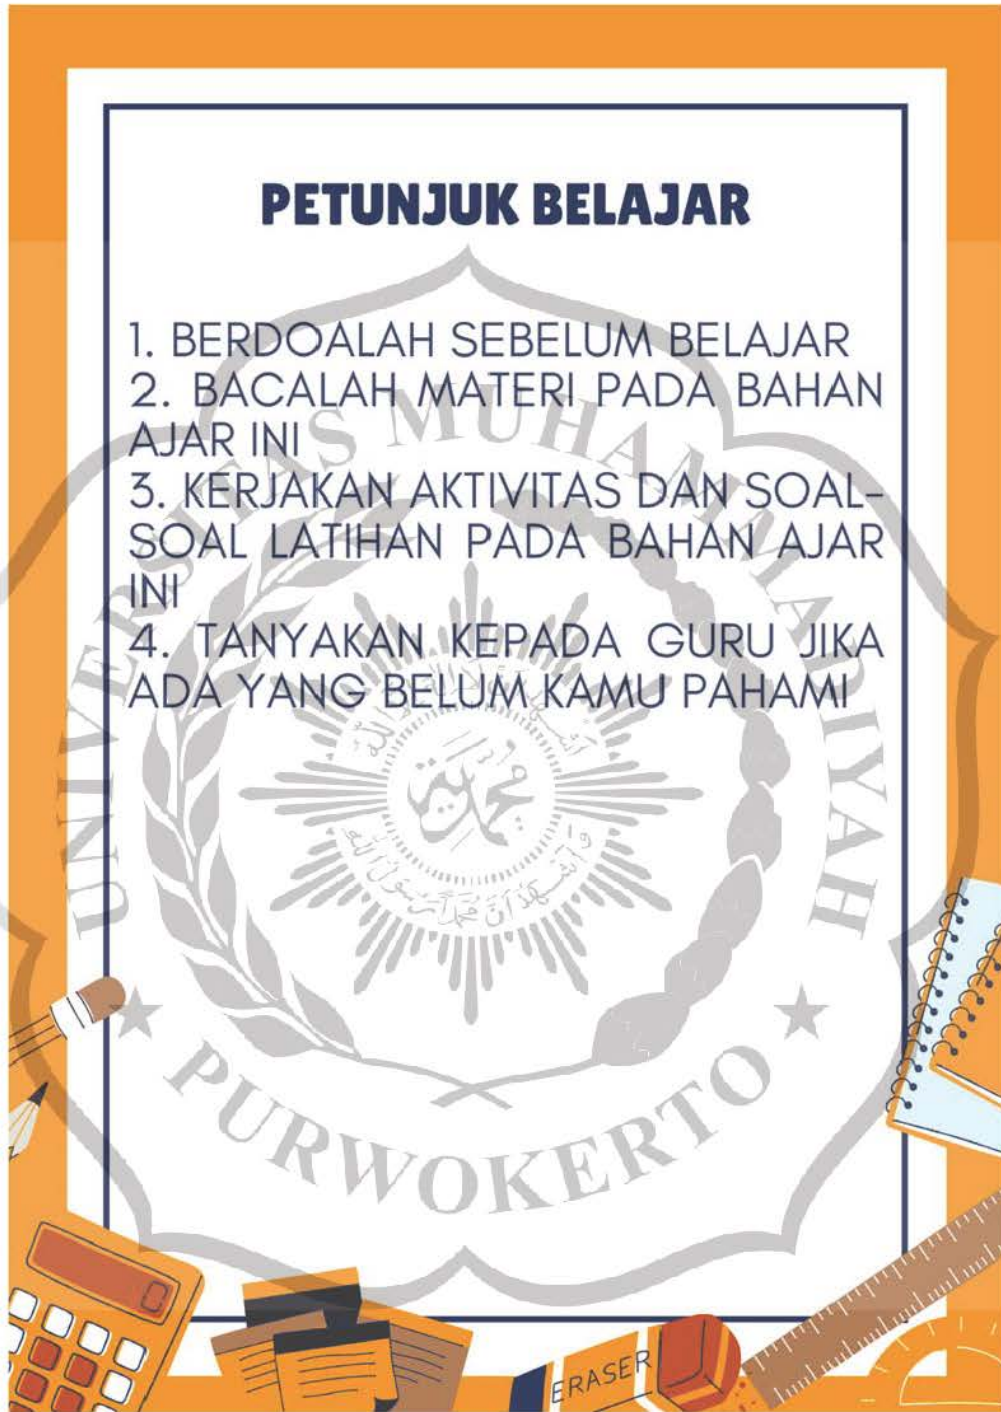 PETUNJUK BELAJAR
1. BERDOALAH SEBELUM BELAJAR
2. BACALAH MATERI PADA BAHAN
AJAR INI
3. KERJAKAN AKTIVITAS DAN SOAL-
SOAL LATIHAN PADA BAHAN AJAR
INI
4. TANYAKAN KEPADA GURU JIKA
ADA YANG BELUM KAMU PAHAMI
UNIVERSITAS MUHAMMADIYAH
PURWOKERTO
ERASER